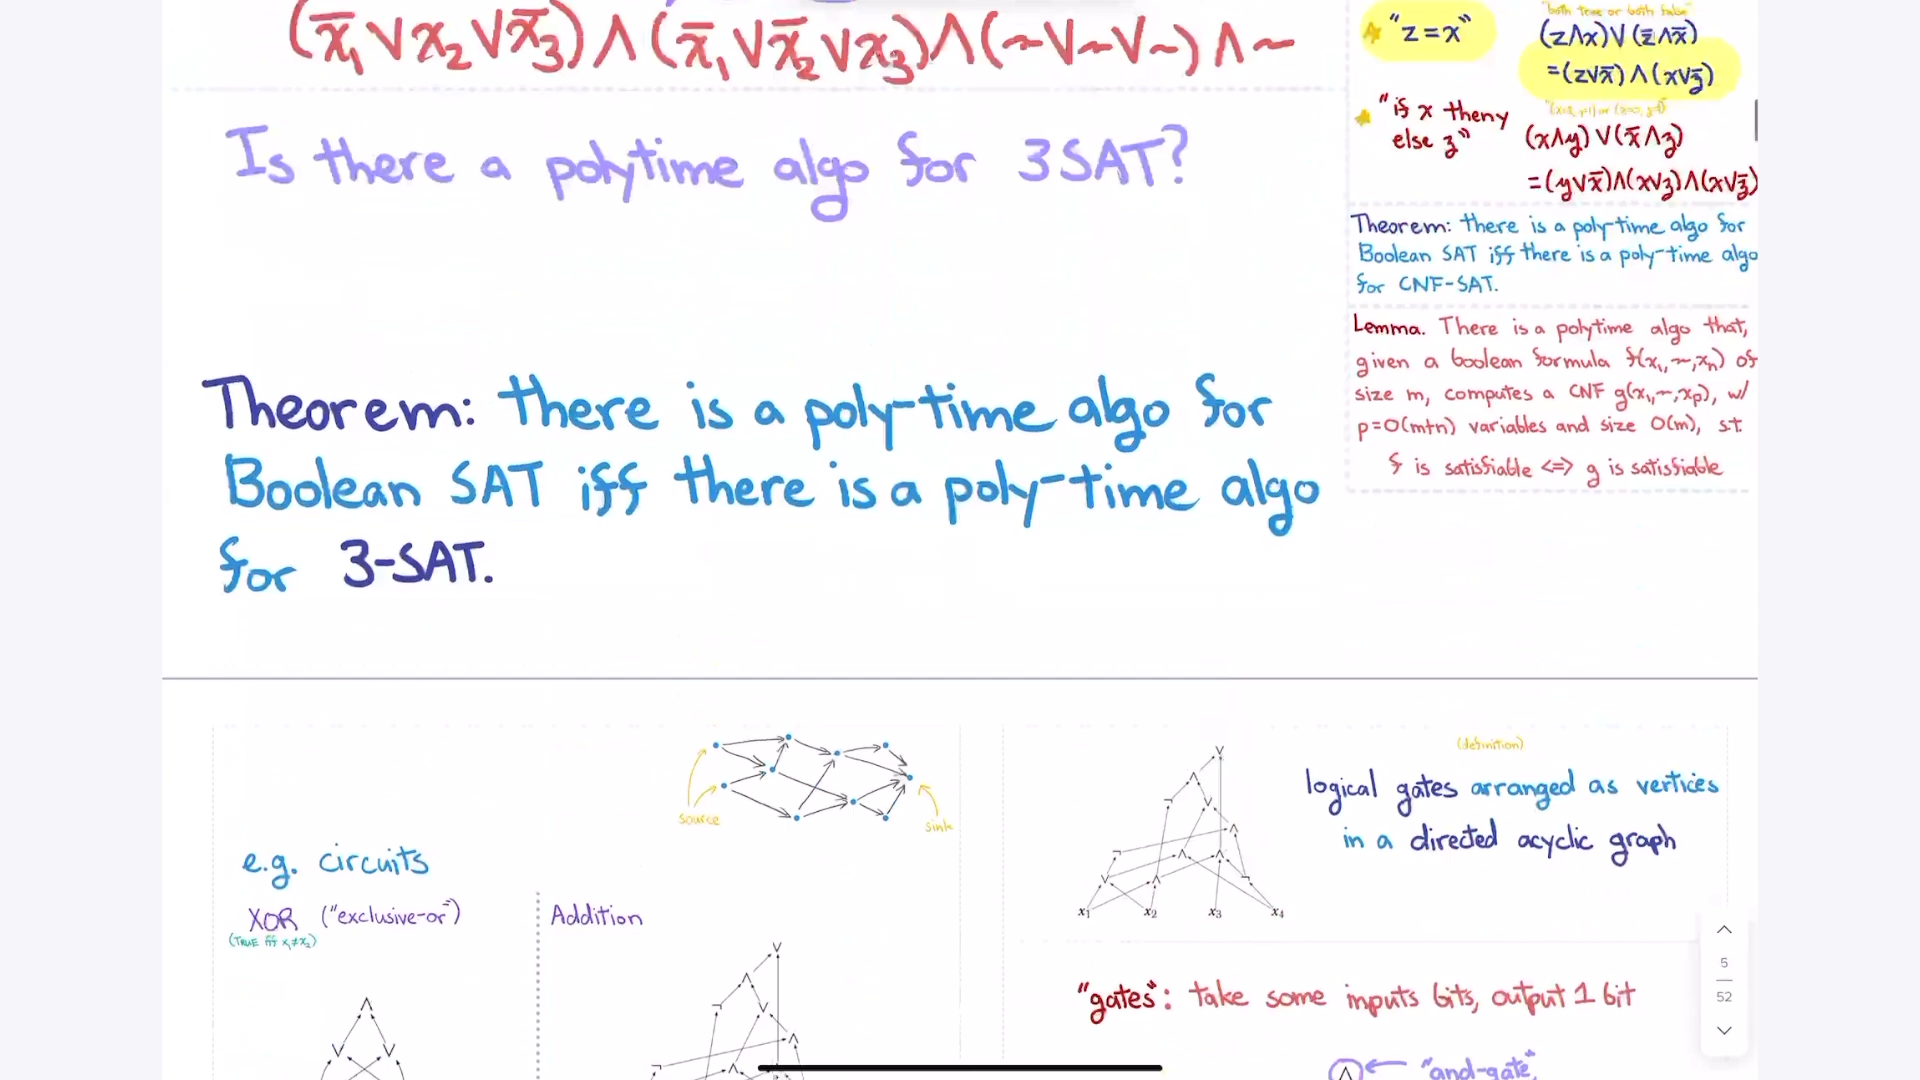 (x̄₁∨x₂∨x̄₃)∧(x̄₁∨x̄₂∨x₃)∧(~∨~∨~)∧~
Is there a polytime algo for 3SAT?
Theorem: there is a poly-time algo for
Boolean SAT iff there is a poly-time algo
for 3-SAT.
"both true or both false"
"z=x" (z∧x)∨(z̄∧x̄)
=(z∨x̄)∧(x∨z̄)
"if x then y
else z"
(x∧y)∨(x̄∧z)
=(y∨x̄)∧(x∨z)∧(x∨z̄)
Theorem: there is a poly-time algo for
Boolean SAT iff there is a poly-time algo
for CNF-SAT.
Lemma. There is a polytime algo that,
given a boolean formula f(x₁,~,xₙ) of
size m, computes a CNF g(x₁,~,xₚ), w/
p=O(m+n) variables and size O(m), s.t.
f is satisfiable <=> g is satisfiable
source
sink
e.g. circuits
XOR ("exclusive-or")
(TRUE iff x₁≠x₂)
Addition
∧
∨ ∨
∨
∧
¬ ∨
∧
¬ ∧
(definition)
logical gates arranged as vertices
in a directed acyclic graph
∨
∧
¬ ∨
∧
¬ ∧ ∧
∨ ∧ ¬
x₁ x₂ x₃ x₄
"gates": take some inputs bits, output 1 bit
∧ "and-gate"
5
52